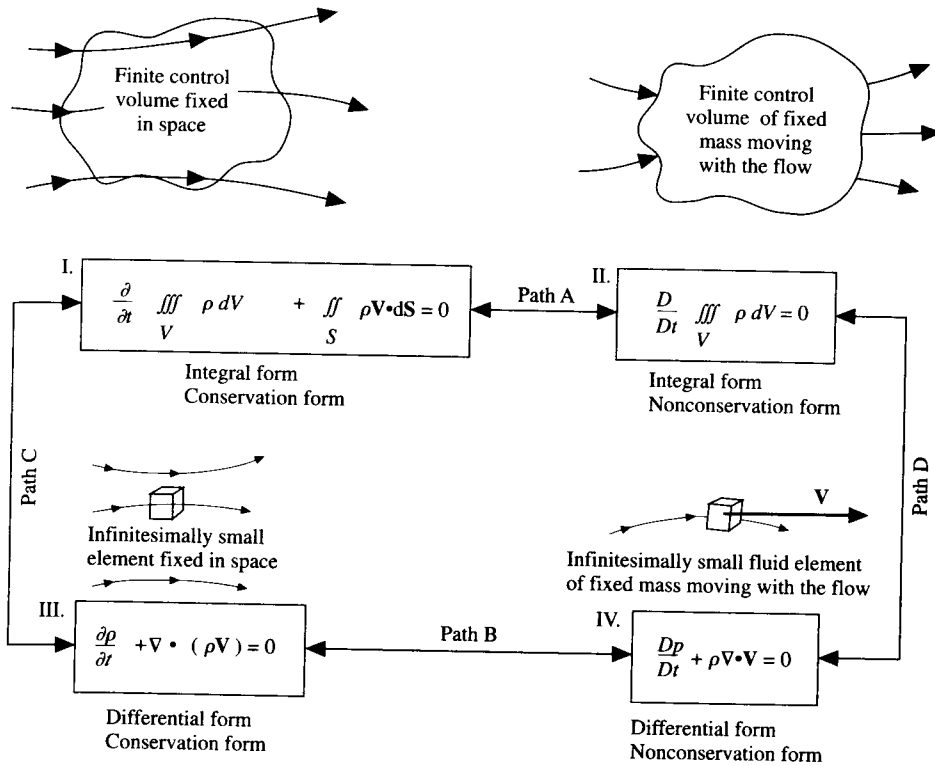 Finite control
volume fixed
in space
Finite control
volume of fixed
mass moving
with the flow
I.
∂/∂t ∭_V ρ dV + ∬_S ρV•dS = 0
Integral form
Conservation form
Path A
II.
D/Dt ∭_V ρ dV = 0
Integral form
Nonconservation form
Path C
Path D
Infinitesimally small
element fixed in space
V
Infinitesimally small fluid element
of fixed mass moving with the flow
III.
∂ρ/∂t + ∇ • ( ρV ) = 0
Differential form
Conservation form
Path B
IV.
Dp/Dt + ρ∇•V = 0
Differential form
Nonconservation form